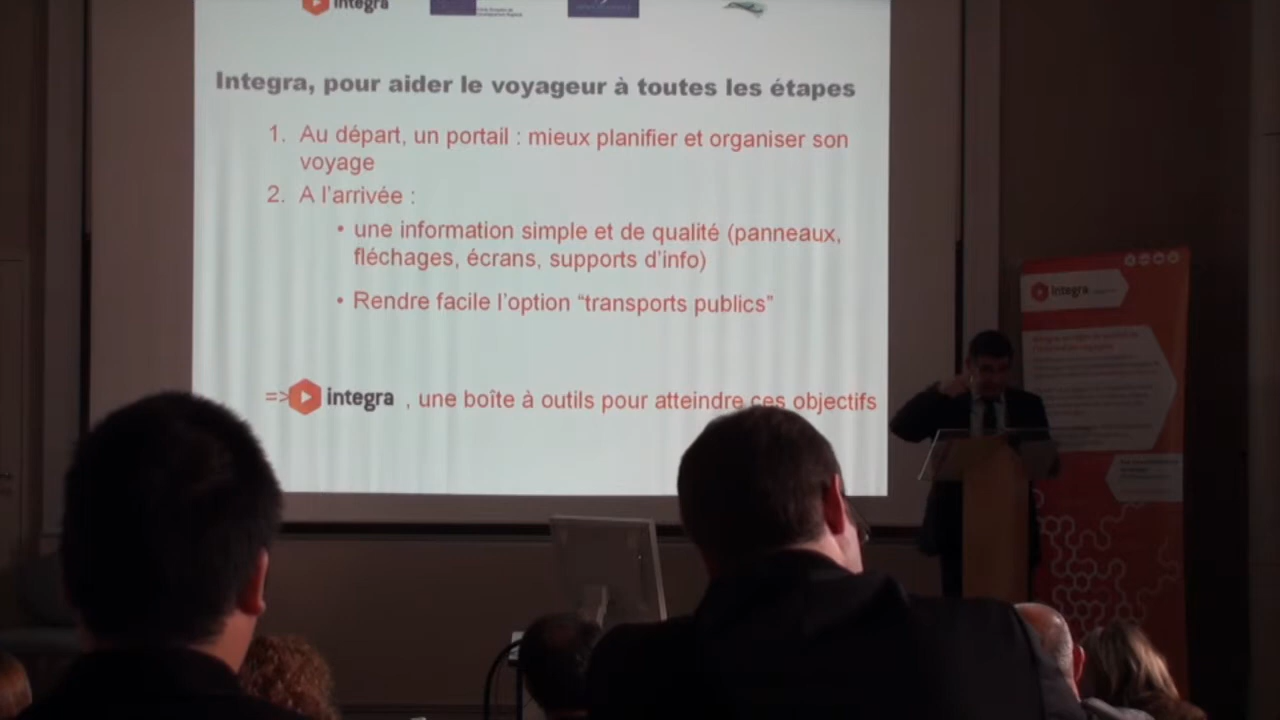 integra
Integra, pour aider le voyageur à toutes les étapes
1. Au départ, un portail : mieux planifier et organiser son
voyage
2. A l'arrivée :
• une information simple et de qualité (panneaux,
fléchages, écrans, supports d'info)
• Rendre facile l'option “transports publics”
=> integra , une boîte à outils pour atteindre ces objectifs
integra